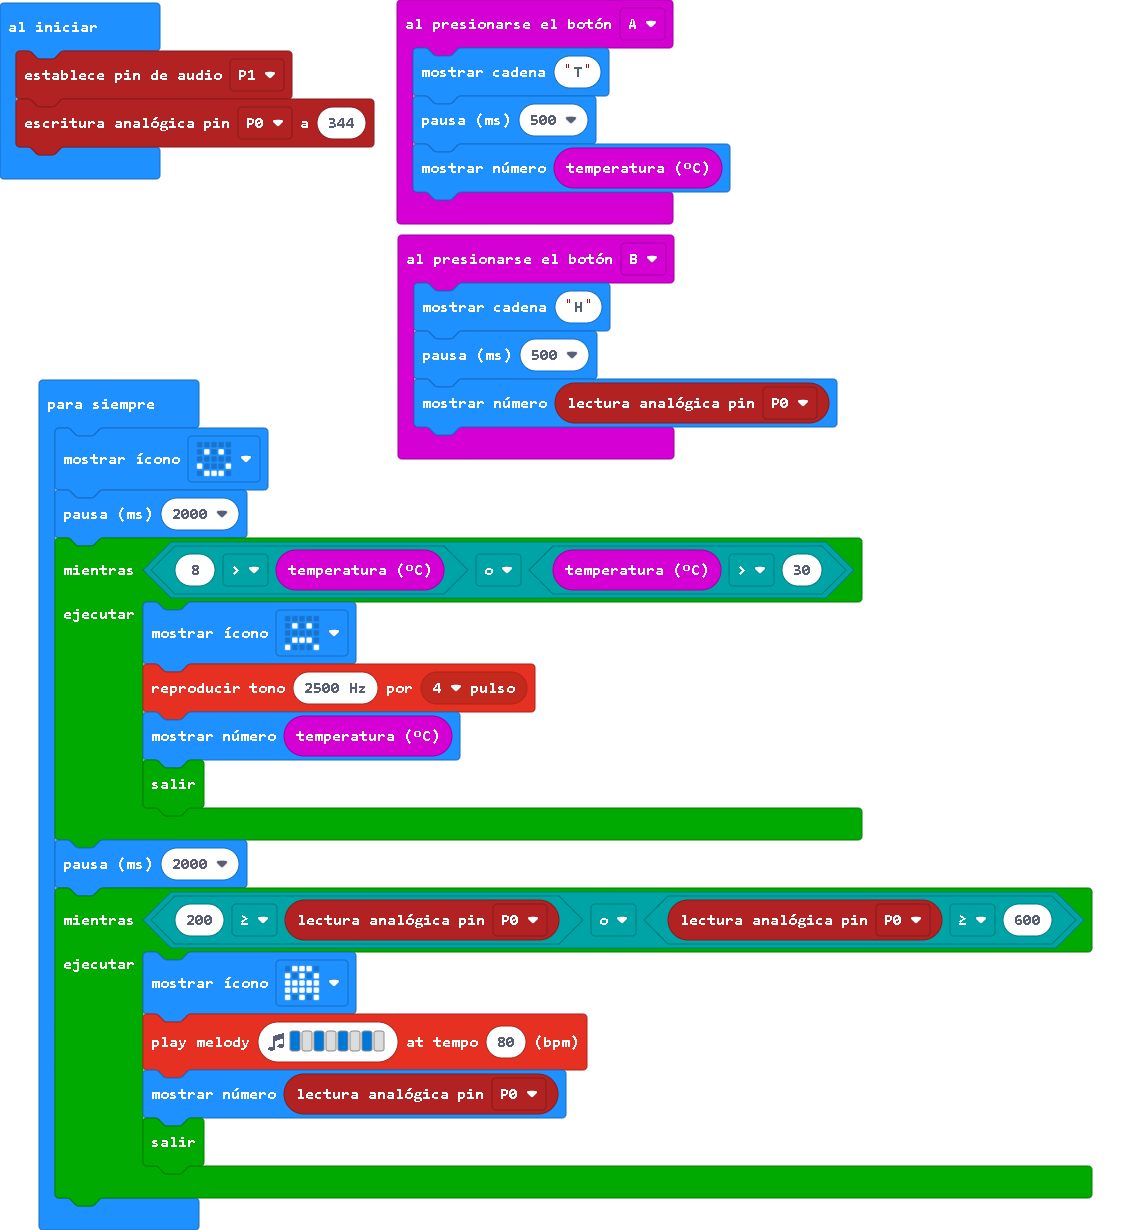 al iniciar
establece pin de audio P1
escritura analógica pin P0 a 344
al presionarse el botón A
mostrar cadena "T"
pausa (ms) 500
mostrar número temperatura (ºC)
al presionarse el botón B
mostrar cadena "H"
pausa (ms) 500
mostrar número lectura analógica pin P0
para siempre
mostrar ícono
pausa (ms) 2000
mientras 8 > temperatura (ºC) o temperatura (ºC) > 30
ejecutar
mostrar ícono
reproducir tono 2500 Hz por 4 pulso
mostrar número temperatura (ºC)
salir
pausa (ms) 2000
mientras 200 ≥ lectura analógica pin P0 o lectura analógica pin P0 ≥ 600
ejecutar
mostrar ícono
play melody at tempo 80 (bpm)
mostrar número lectura analógica pin P0
salir